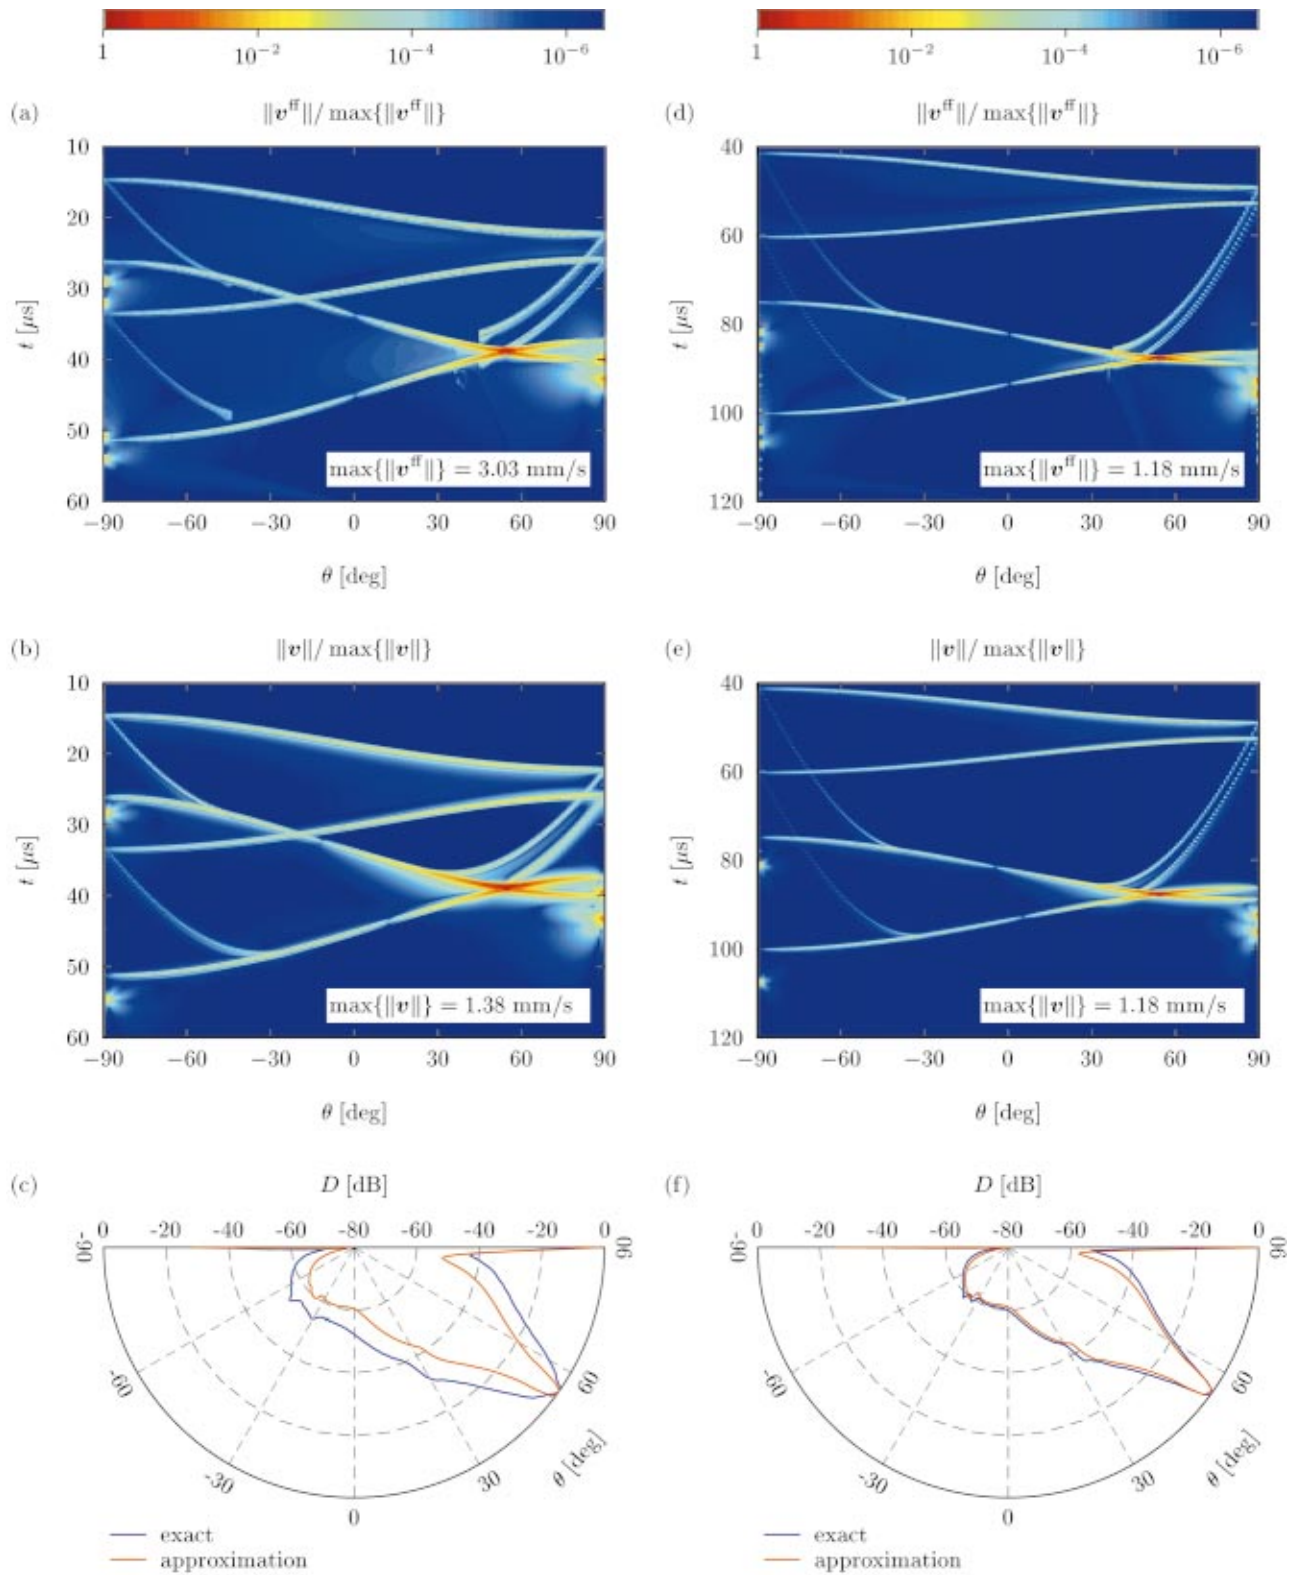 1 10⁻² 10⁻⁴ 10⁻⁶
1 10⁻² 10⁻⁴ 10⁻⁶
(a) ‖v^ff‖/ max{‖v^ff‖}
10
20
30
40
50
60
t [μs]
max{‖v^ff‖} = 3.03 mm/s
−90 −60 −30 0 30 60 90
θ [deg]
(d) ‖v^ff‖/ max{‖v^ff‖}
40
60
80
100
120
t [μs]
max{‖v^ff‖} = 1.18 mm/s
−90 −60 −30 0 30 60 90
θ [deg]
(b) ‖v‖/ max{‖v‖}
10
20
30
40
50
60
t [μs]
max{‖v‖} = 1.38 mm/s
−90 −60 −30 0 30 60 90
θ [deg]
(e) ‖v‖/ max{‖v‖}
40
60
80
100
120
t [μs]
max{‖v‖} = 1.18 mm/s
−90 −60 −30 0 30 60 90
θ [deg]
(c) D [dB]
0 -20 -40 -60 -80 -60 -40 -20 0
-90 90
-60 60
-30 30
0
θ [deg]
exact
approximation
(f) D [dB]
0 -20 -40 -60 -80 -60 -40 -20 0
-90 90
-60 60
-30 30
0
θ [deg]
exact
approximation